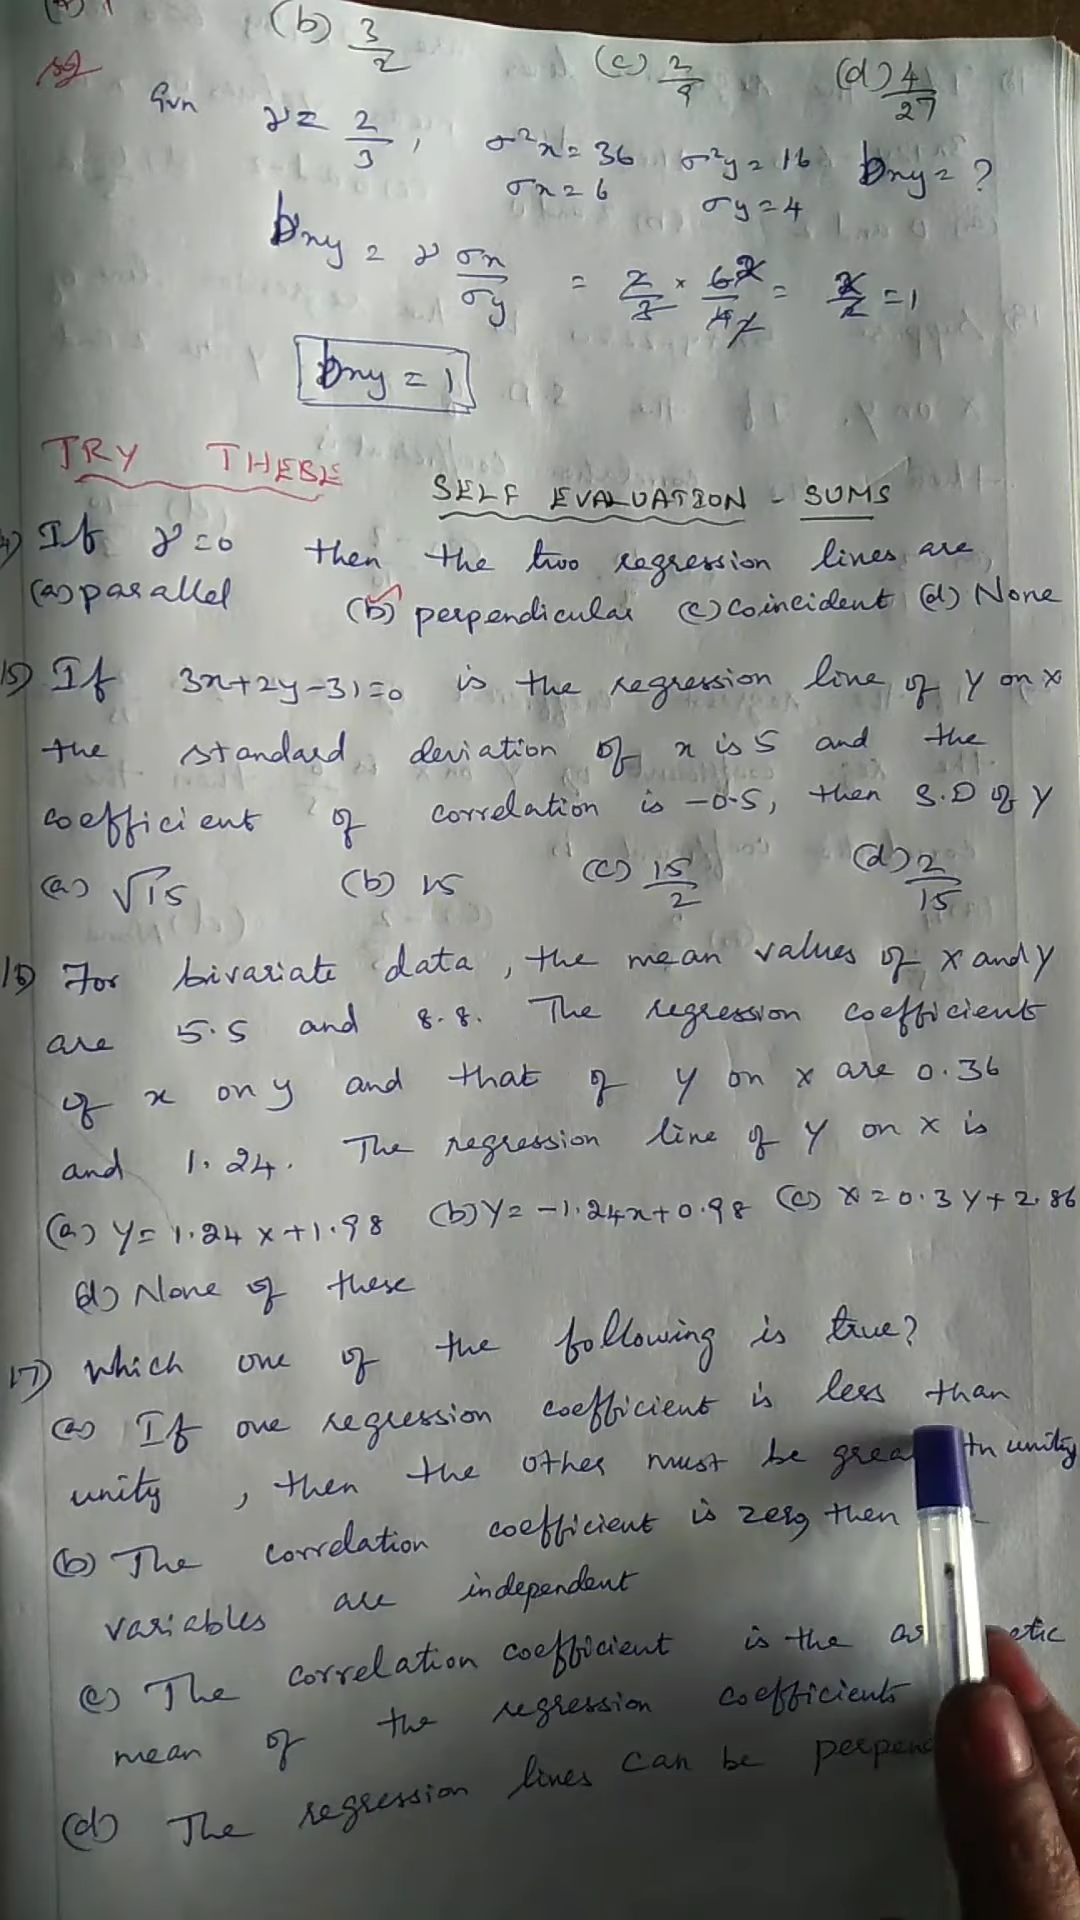 (b) 3/2 (c) 2/9 (d) 4/27
Gvn r = 2/3, σ²x = 36 σ²y = 16 bxy = ?
σx = 6 σy = 4
bxy = r σx/σy = 2/3 × 6/4 = 2/2 = 1
bxy = 1
TRY THESE
SELF EVALUATION - SUMS
If r = 0 then the two regression lines are
(a) parallel (b) perpendicular (c) coincident (d) None
15) If 3x+2y-31=0 is the regression line of y on x
the standard deviation of x is 5 and the
coefficient of correlation is -0.5, then S.D of y
(a) √15 (b) 15 (c) 15/2 (d) 2/15
16) For bivariate data, the mean values of x and y
are 5.5 and 8.8. The regression coefficient
of x on y and that of y on x are 0.36
and 1.24. The regression line of y on x is
(a) y = 1.24x+1.98 (b) y = -1.24x+0.98 (c) x = 0.3y+2.86
(d) None of these
17) Which one of the following is true?
(a) If one regression coefficient is less than
unity, then the other must be unity
(b) The correlation coefficient is zero then
variables are independent
(c) The correlation coefficient is the
mean of the regression coefficients
(d) The regression lines can be